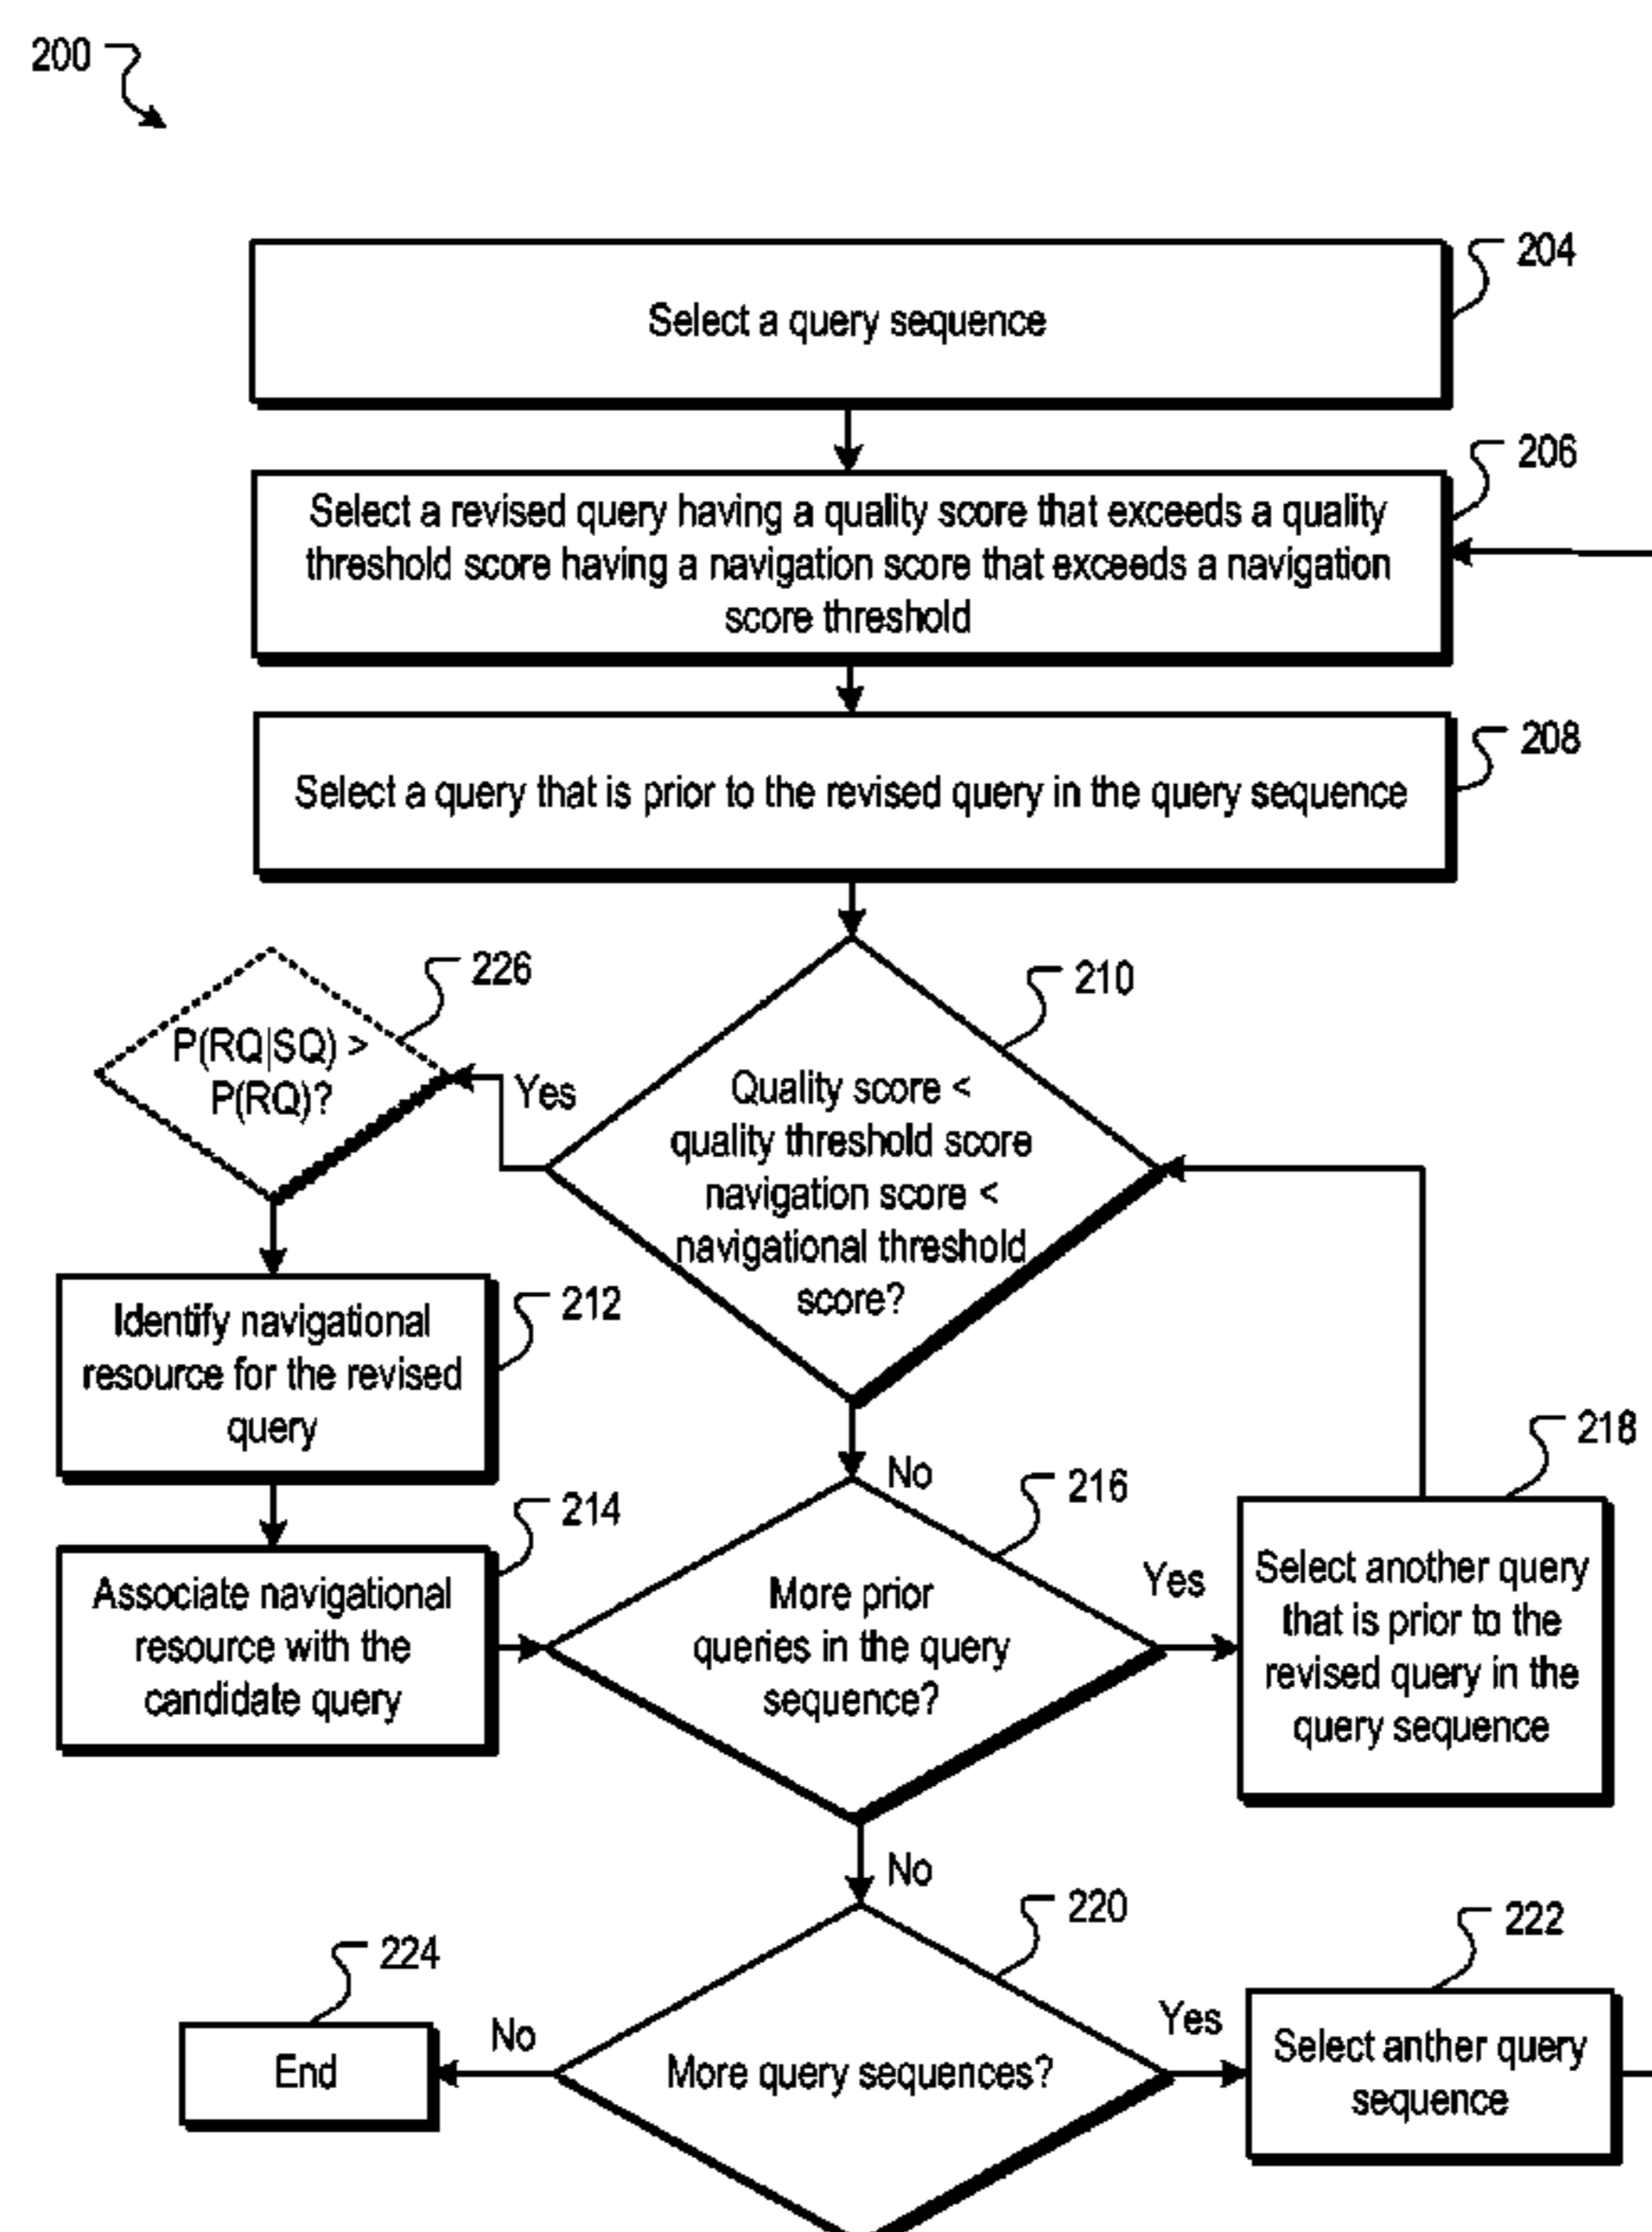 200
204
Select a query sequence
206
Select a revised query having a quality score that exceeds a quality
threshold score having a navigation score that exceeds a navigation
score threshold
208
Select a query that is prior to the revised query in the query sequence
226
P(RQ|SQ) >
P(RQ)?
Yes
210
Quality score <
quality threshold score
navigation score <
navigational threshold
score?
212
Identify navigational
resource for the revised
query
No
214
Associate navigational
resource with the
candidate query
216
More prior
queries in the query
sequence?
Yes
218
Select another query
that is prior to the
revised query in the
query sequence
No
220
More query sequences?
224
End
No
Yes
222
Select anther query
sequence